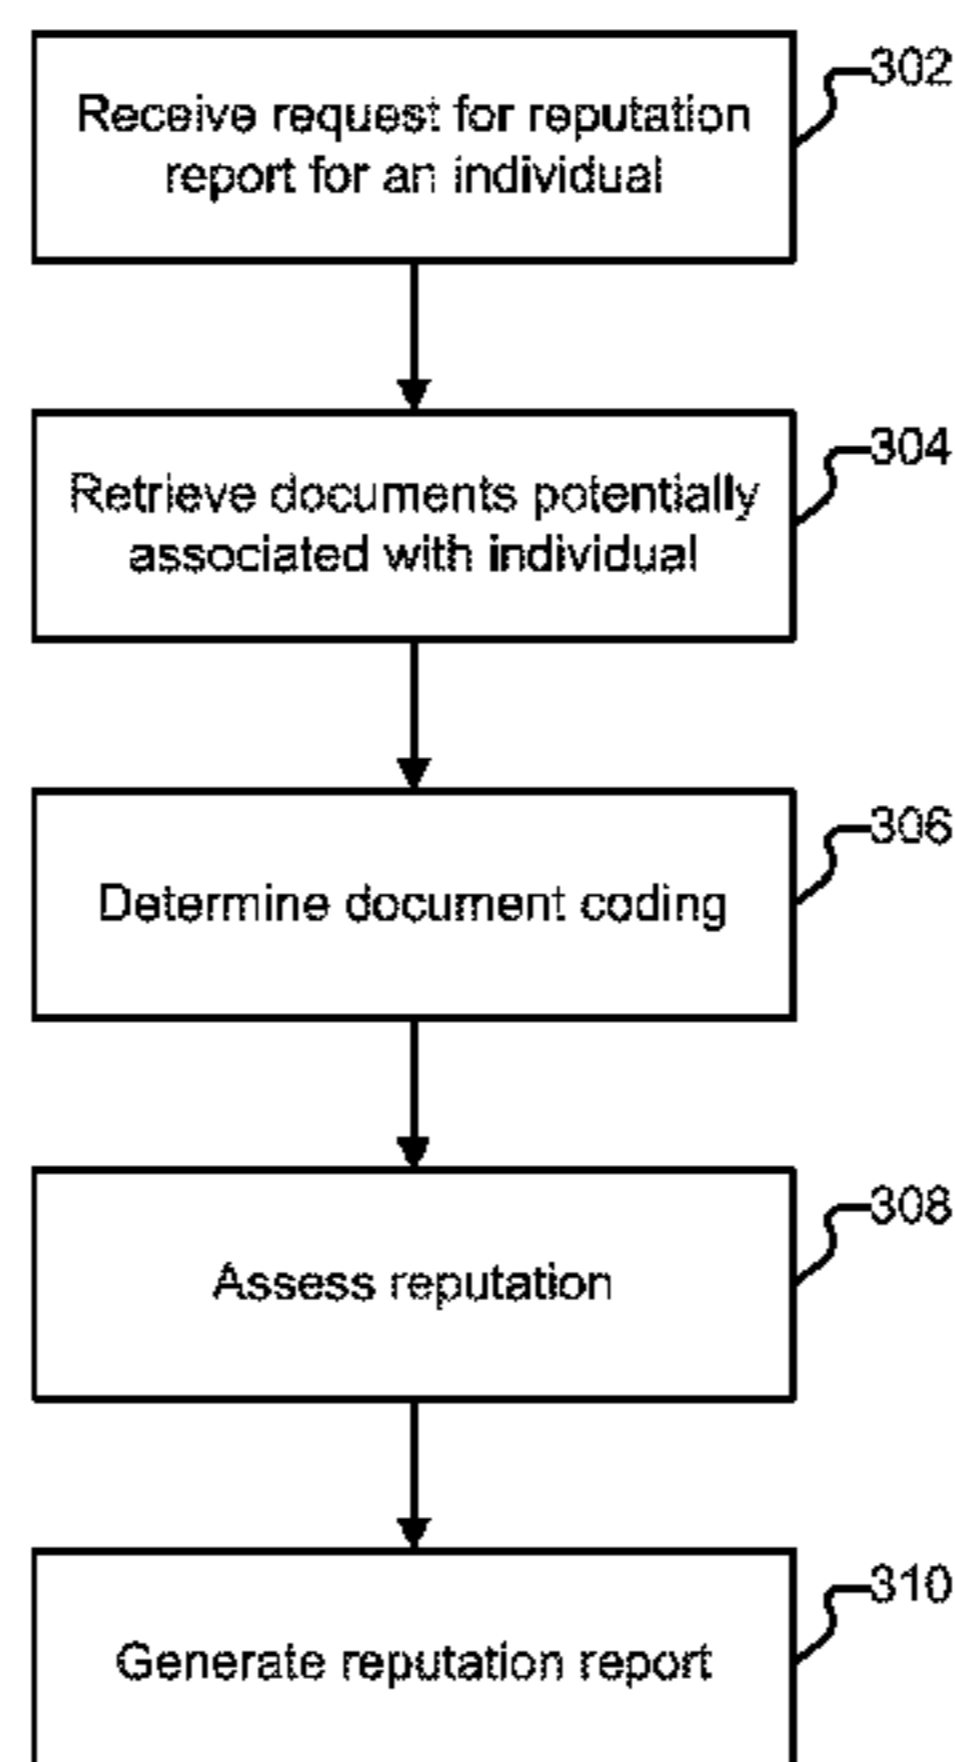 302
Receive request for reputation
report for an individual
304
Retrieve documents potentially
associated with individual
306
Determine document coding
308
Assess reputation
310
Generate reputation report